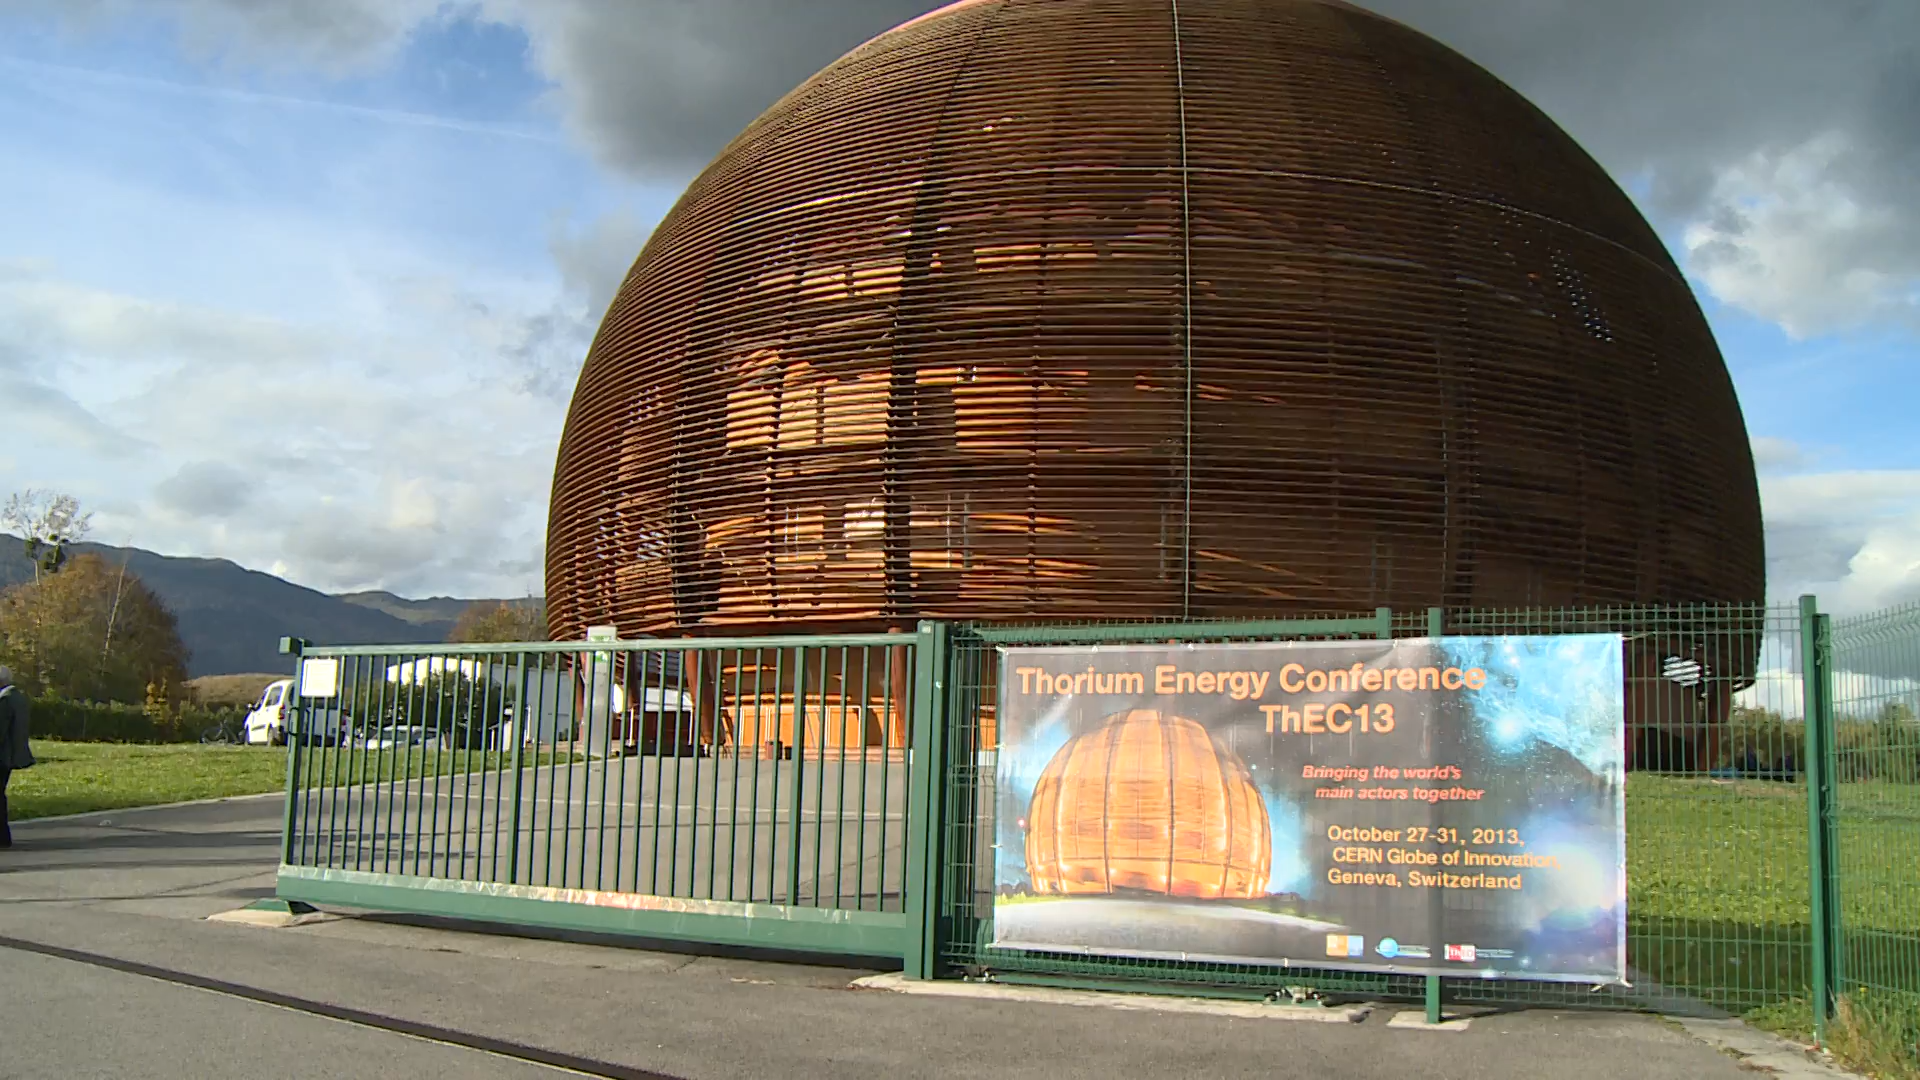 Thorium Energy Conference
ThEC13
Bringing the world's
main actors together
October 27-31, 2013,
CERN Globe of Innovation,
Geneva, Switzerland